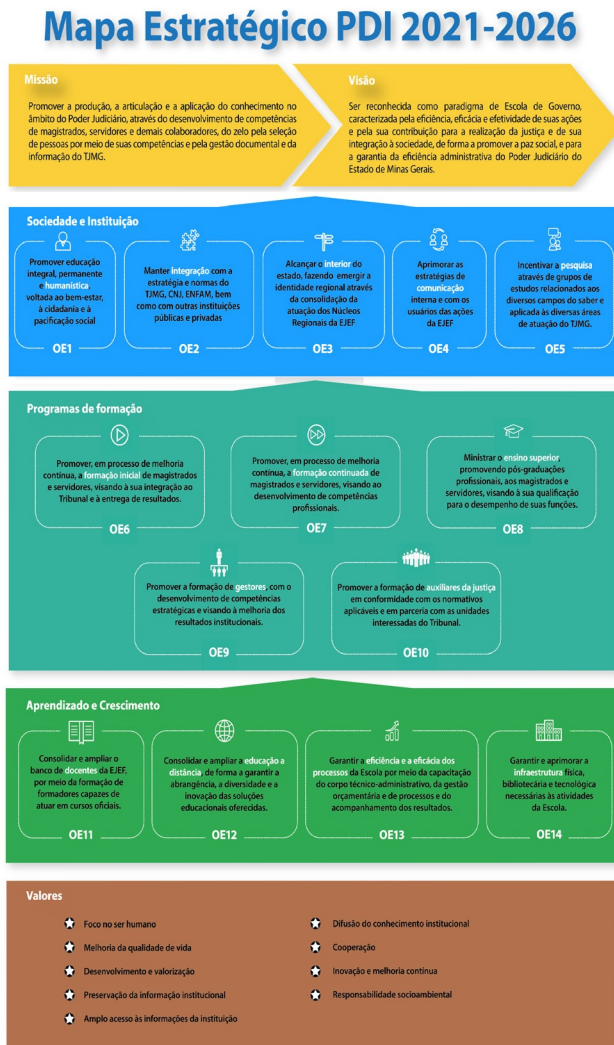 Mapa Estratégico PDI 2021-2026
Missão
Promover a produção, a articulação e a aplicação do conhecimento no
âmbito do Poder Judiciário, através do desenvolvimento de competências
de magistrados, servidores e demais colaboradores, do zelo pela seleção
de pessoas por meio de suas competências e pela gestão documental e da
informação do TJMG.
Visão
Ser reconhecida como paradigma de Escola de Governo,
caracterizada pela eficiência, eficácia e efetividade de suas ações
e pela sua contribuição para a realização da justiça e de sua
integração à sociedade, de forma a promover a paz social, e para
a garantia da eficiência administrativa do Poder Judiciário do
Estado de Minas Gerais.
Sociedade e Instituição
Promover educação
integral, permanente
e humanística,
voltada ao bem-estar,
à cidadania e à
pacificação social
OE1
Manter integração com a
estratégia e normas do
TJMG, CNJ, ENFAM, bem
como com outras instituições
públicas e privadas
OE2
Alcançar o interior do
estado, fazendo emergir a
identidade regional através
da consolidação da
atuação dos Núcleos
Regionais da EJEF
OE3
Aprimorar as
estratégias de
comunicação
interna e com os
usuários das ações
da EJEF
OE4
Incentivar a pesquisa
através de grupos de
estudos relacionados aos
diversos campos do saber e
aplicada às diversas áreas
de atuação do TJMG.
OE5
Programas de formação
Promover, em processo de melhoria
contínua, a formação inicial de magistrados
e servidores, visando à sua integração ao
Tribunal e à entrega de resultados.
OE6
Promover, em processo de melhoria
contínua, a formação continuada de
magistrados e servidores, visando ao
desenvolvimento de competências
profissionais.
OE7
Ministrar o ensino superior
promovendo pós-graduações
profissionais, aos magistrados e
servidores, visando à sua qualificação
para o desempenho de suas funções.
OE8
Promover a formação de gestores, com o
desenvolvimento de competências
estratégicas e visando à melhoria dos
resultados institucionais.
OE9
Promover a formação de auxiliares da justiça
em conformidade com os normativos
aplicáveis e em parceria com as unidades
interessadas do Tribunal.
OE10
Aprendizado e Crescimento
Consolidar e ampliar o
banco de docentes da EJEF,
por meio da formação de
formadores capazes de
atuar em cursos oficiais.
OE11
Consolidar e ampliar a educação a
distância, de forma a garantir a
abrangência, a diversidade e a
inovação das soluções
educacionais oferecidas.
OE12
Garantir a eficiência e a eficácia dos
processos da Escola por meio da capacitação
do corpo técnico-administrativo, da gestão
orçamentária e de processos e do
acompanhamento dos resultados.
OE13
Garantir e aprimorar a
infraestrutura física,
bibliotecária e tecnológica
necessárias às atividades
da Escola.
OE14
Valores
Foco no ser humano
Melhoria da qualidade de vida
Desenvolvimento e valorização
Preservação da informação institucional
Amplo acesso às informações da instituição
Difusão do conhecimento institucional
Cooperação
Inovação e melhoria contínua
Responsabilidade socioambiental